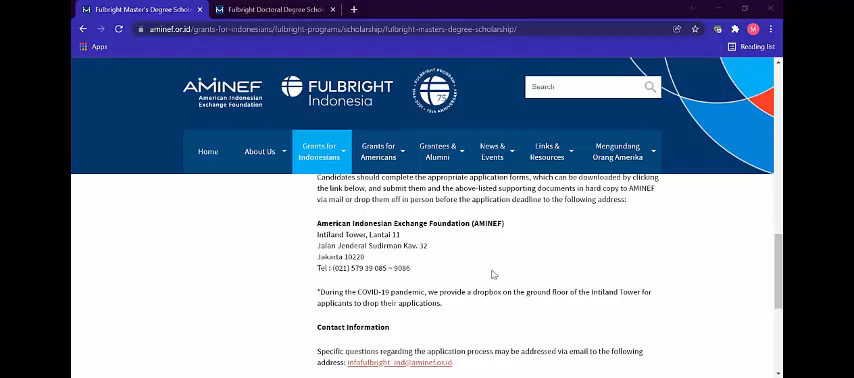 Fulbright Master's Degree Schola
Fulbright Doctoral Degree Schola
aminef.or.id/grants-for-indonesians/fulbright-programs/scholarship/fulbright-masters-degree-scholarship/
M
Apps
Reading list
AMINEF
American Indonesian
Exchange Foundation
FULBRIGHT
Indonesia
75
Search
Home
About Us
Grants for
Indonesians
Grants for
Americans
Grantees &
Alumni
News &
Events
Links &
Resources
Mengundang
Orang Amerika
Candidates should complete the appropriate application forms, which can be downloaded by clicking
the link below, and submit them and the above-listed supporting documents in hard copy to AMINEF
via mail or drop them off in person before the application deadline to the following address:
American Indonesian Exchange Foundation (AMINEF)
Intiland Tower, Lantai 11
Jalan Jenderal Sudirman Kav. 32
Jakarta 10220
Tel : (021) 579 39 085 ~ 9086
*During the COVID-19 pandemic, we provide a dropbox on the ground floor of the Intiland Tower for
applicants to drop their applications.
Contact Information
Specific questions regarding the application process may be addressed via email to the following
address: infofulbright_ind@aminef.or.id